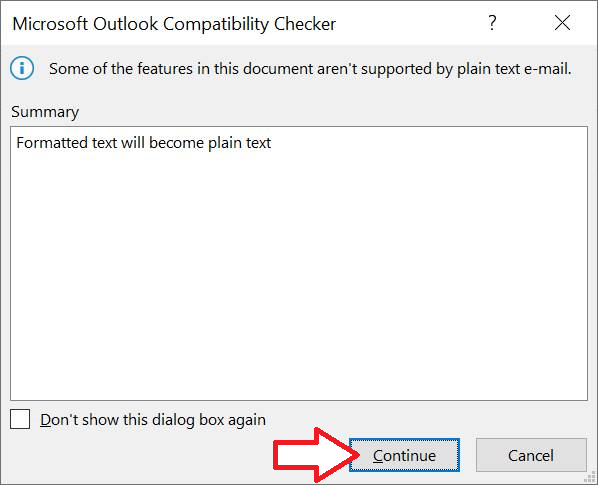 Microsoft Outlook Compatibility Checker ?
Some of the features in this document aren't supported by plain text e-mail.
Summary
Formatted text will become plain text
Don't show this dialog box again
Continue Cancel